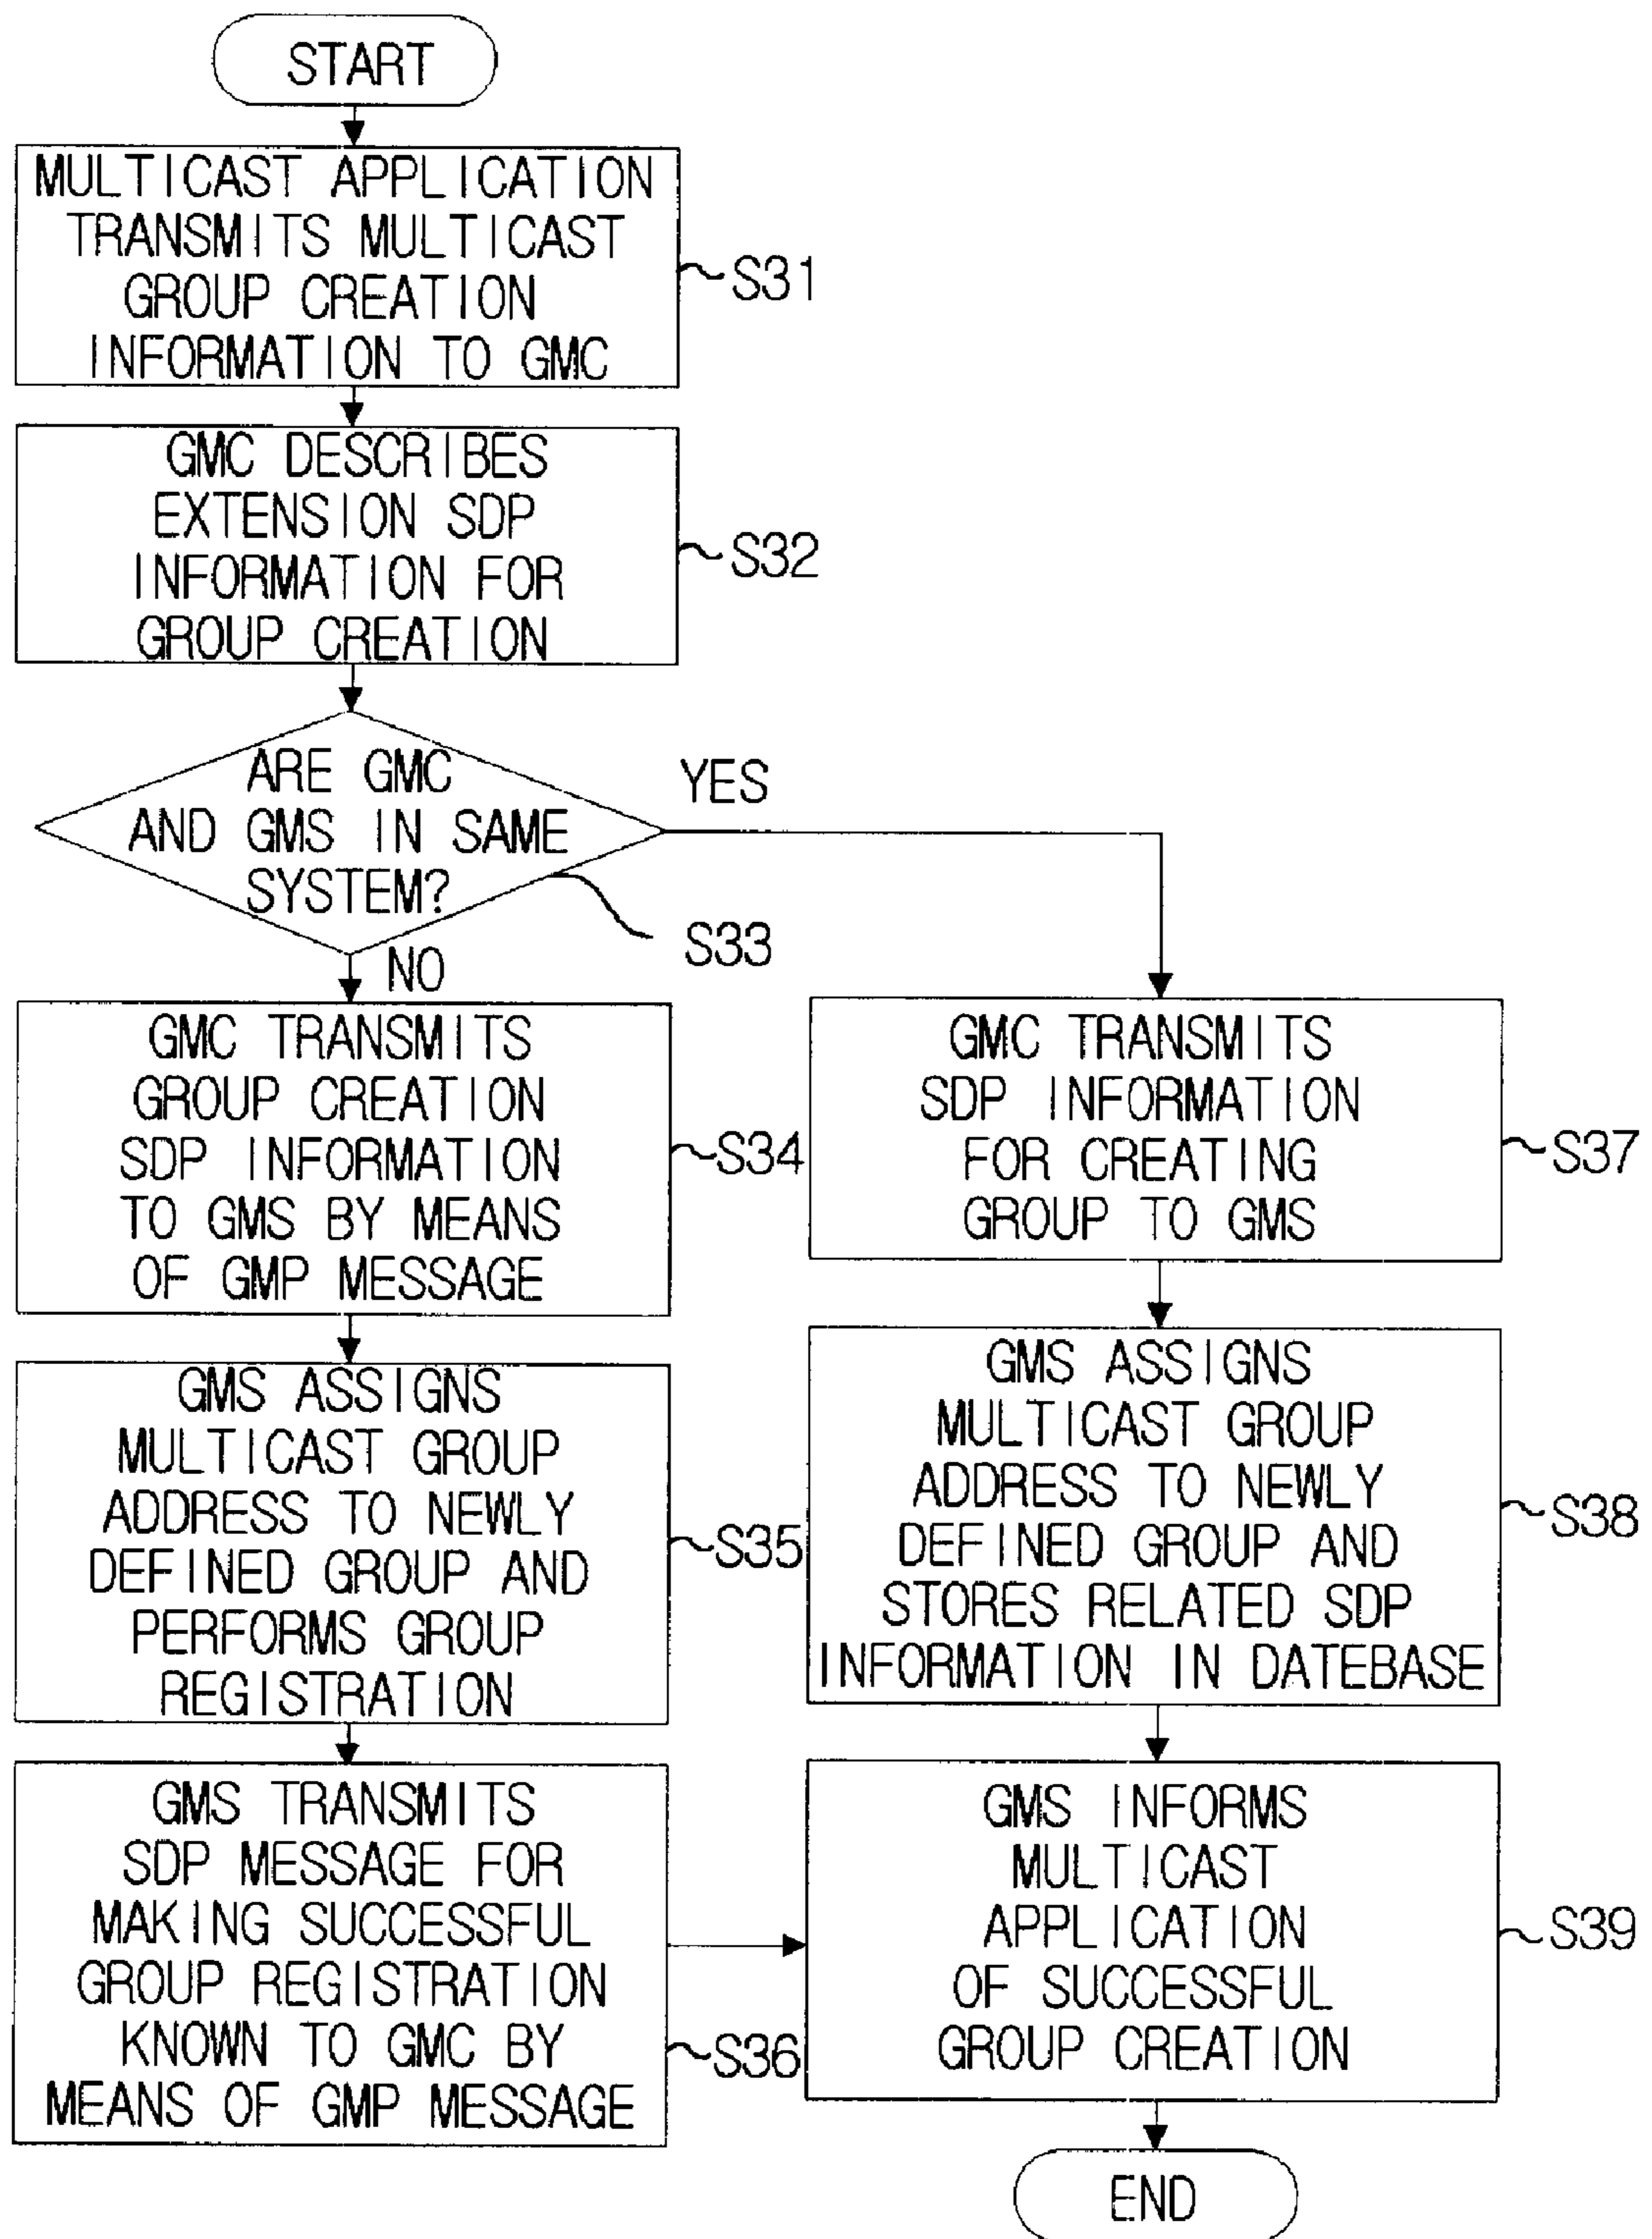 START
MULTICAST APPLICATION
TRANSMITS MULTICAST
GROUP CREATION
INFORMATION TO GMC
S31
GMC DESCRIBES
EXTENSION SDP
INFORMATION FOR
GROUP CREATION
S32
ARE GMC
AND GMS IN SAME
SYSTEM?
YES
S33
NO
GMC TRANSMITS
GROUP CREATION
SDP INFORMATION
TO GMS BY MEANS
OF GMP MESSAGE
S34
GMS ASSIGNS
MULTICAST GROUP
ADDRESS TO NEWLY
DEFINED GROUP AND
PERFORMS GROUP
REGISTRATION
S35
GMS TRANSMITS
SDP MESSAGE FOR
MAKING SUCCESSFUL
GROUP REGISTRATION
KNOWN TO GMC BY
MEANS OF GMP MESSAGE
S36
GMC TRANSMITS
SDP INFORMATION
FOR CREATING
GROUP TO GMS
S37
GMS ASSIGNS
MULTICAST GROUP
ADDRESS TO NEWLY
DEFINED GROUP AND
STORES RELATED SDP
INFORMATION IN DATEBASE
S38
GMS INFORMS
MULTICAST
APPLICATION
OF SUCCESSFUL
GROUP CREATION
S39
END